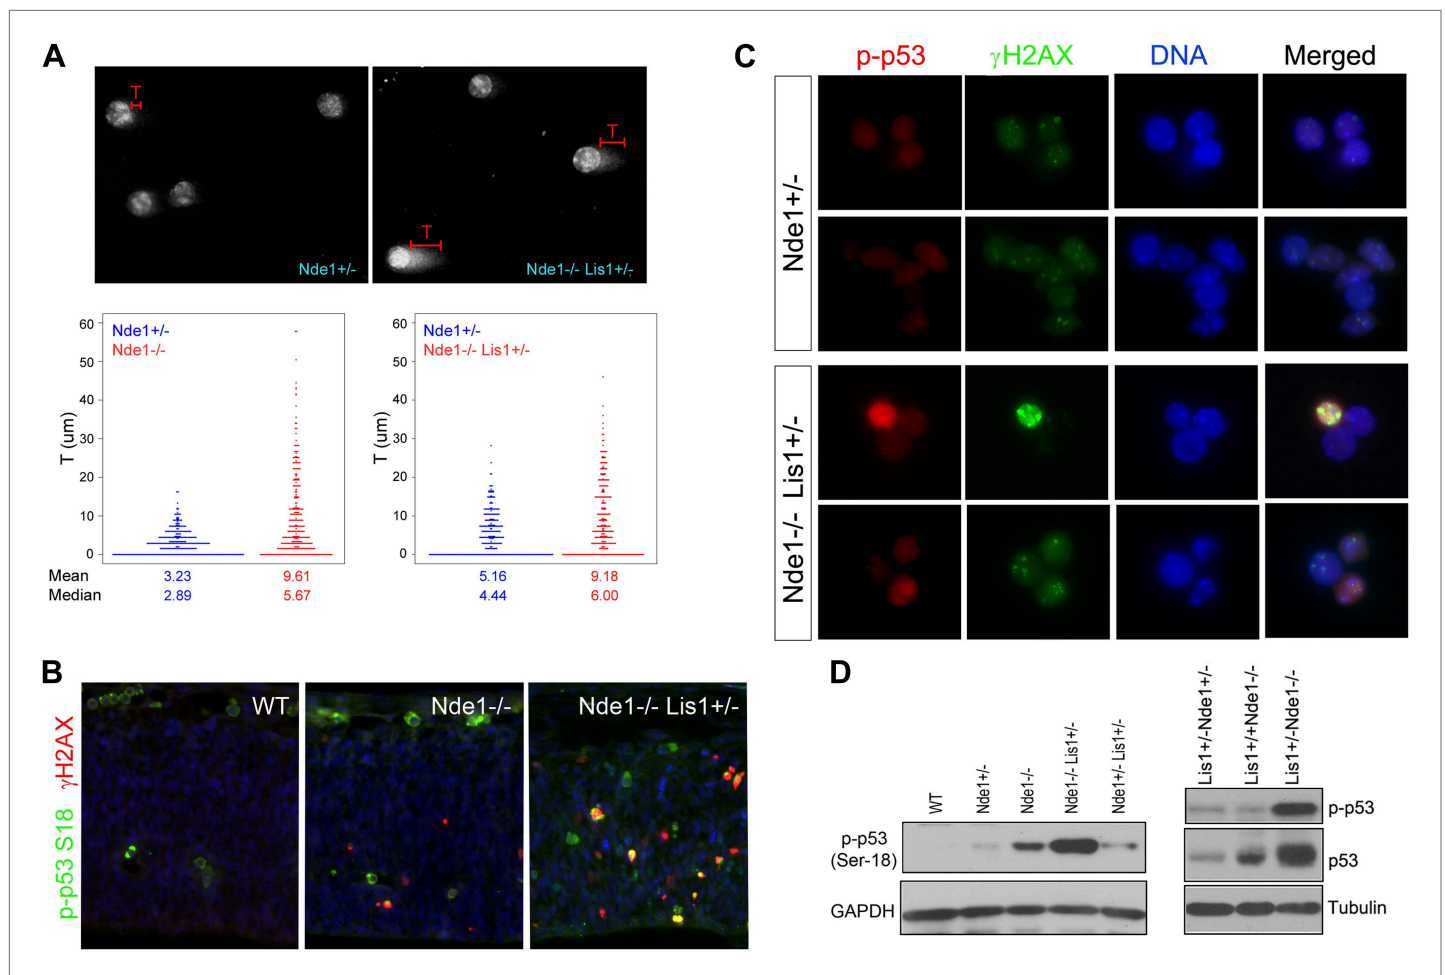 A
T
T
T
Nde1+/-
Nde1-/- Lis1+/-
60
50
40
30
20
10
0
T (um)
Nde1+/-
Nde1-/-
60
50
40
30
20
10
0
T (um)
Nde1+/-
Nde1-/- Lis1+/-
Mean 3.23 9.61 5.16 9.18
Median 2.89 5.67 4.44 6.00
B
p-p53 S18 γH2AX
WT
Nde1-/-
Nde1-/- Lis1+/-
C
p-p53 γH2AX DNA Merged
Nde1+/-
Nde1-/- Lis1+/-
D
WT
Nde1+/-
Nde1-/-
Nde1-/- Lis1+/-
Nde1+/- Lis1+/-
p-p53
(Ser-18)
GAPDH
Lis1+/-Nde1+/-
Lis1+/+Nde1-/-
Lis1+/-Nde1-/-
p-p53
p53
Tubulin